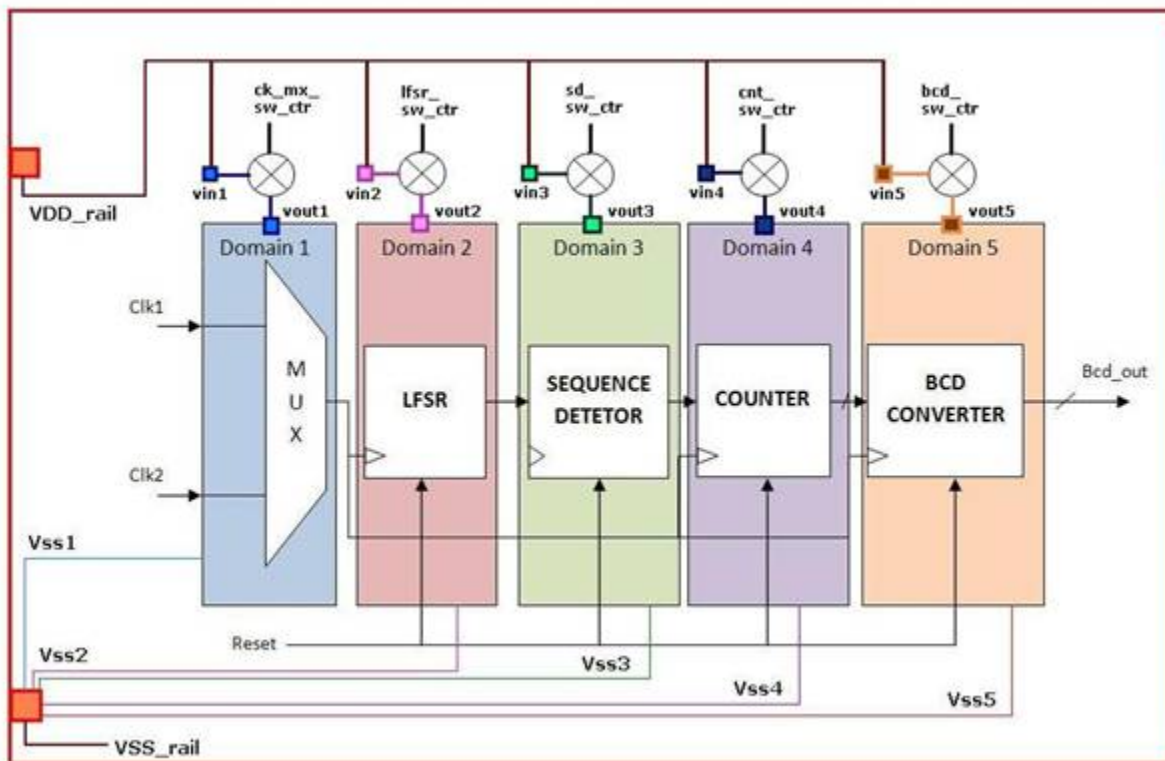 ck_mx_
sw_ctr
lfsr_
sw_ctr
sd_
sw_ctr
cnt_
sw_ctr
bcd_
sw_ctr
vin1
vin2
vin3
vin4
vin5
VDD_rail
vout1
vout2
vout3
vout4
vout5
Domain 1
Domain 2
Domain 3
Domain 4
Domain 5
Clk1
M
U
X
LFSR
SEQUENCE
DETETOR
COUNTER
BCD
CONVERTER
Bcd_out
Clk2
Vss1
Reset
Vss2
Vss3
Vss4
Vss5
VSS_rail